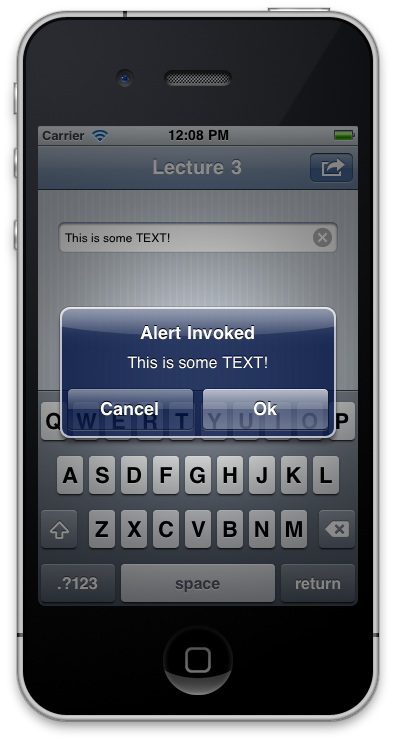 Carrier 12:08 PM
Lecture 3
This is some TEXT!
Alert Invoked
This is some TEXT!
Cancel Ok
Q W E R T Y U I O P
A S D F G H J K L
Z X C V B N M
.?123 space return